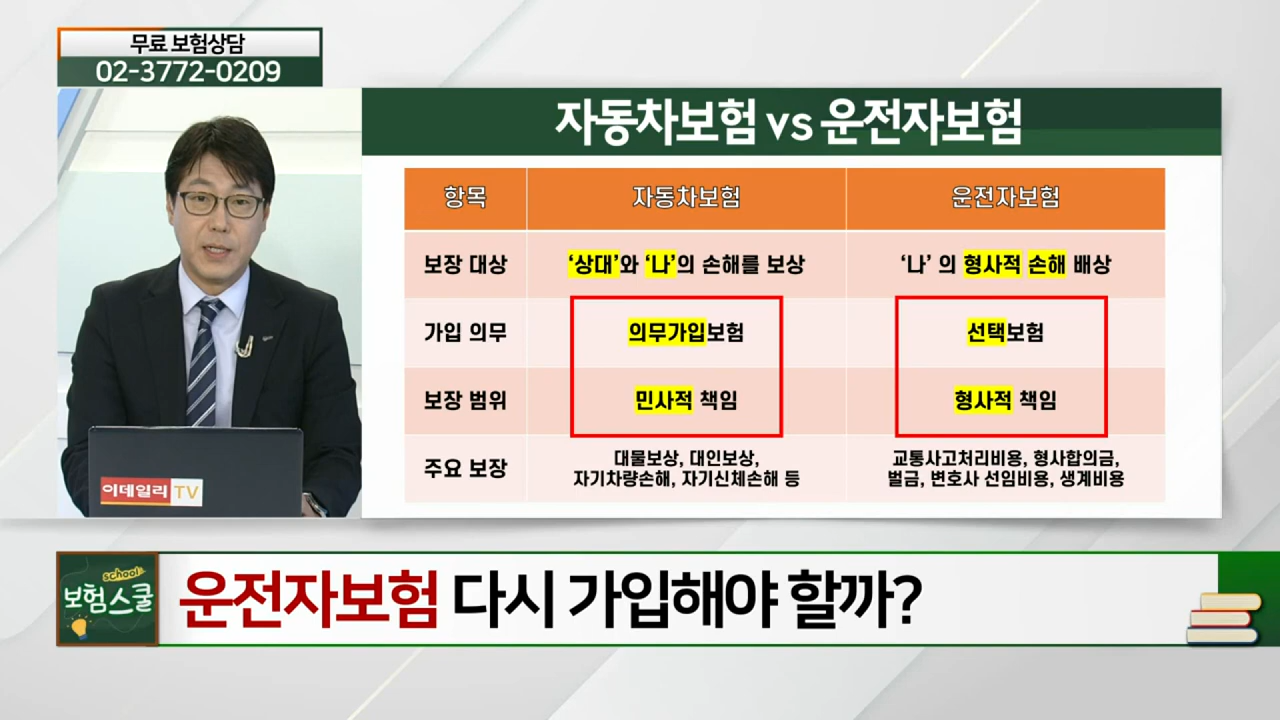 무료 보험상담
02-3772-0209
자동차보험 vs 운전자보험
항목 자동차보험 운전자보험
보장 대상 ‘상대’와 ‘나’의 손해를 보상 ‘나’ 의 형사적 손해 배상
가입 의무 의무가입보험 선택보험
보장 범위 민사적 책임 형사적 책임
주요 보장 대물보상, 대인보상, 자기차량손해, 자기신체손해 등 교통사고처리비용, 형사합의금, 벌금, 변호사 선임비용, 생계비용
이데일리TV
school
보험스쿨
운전자보험 다시 가입해야 할까?